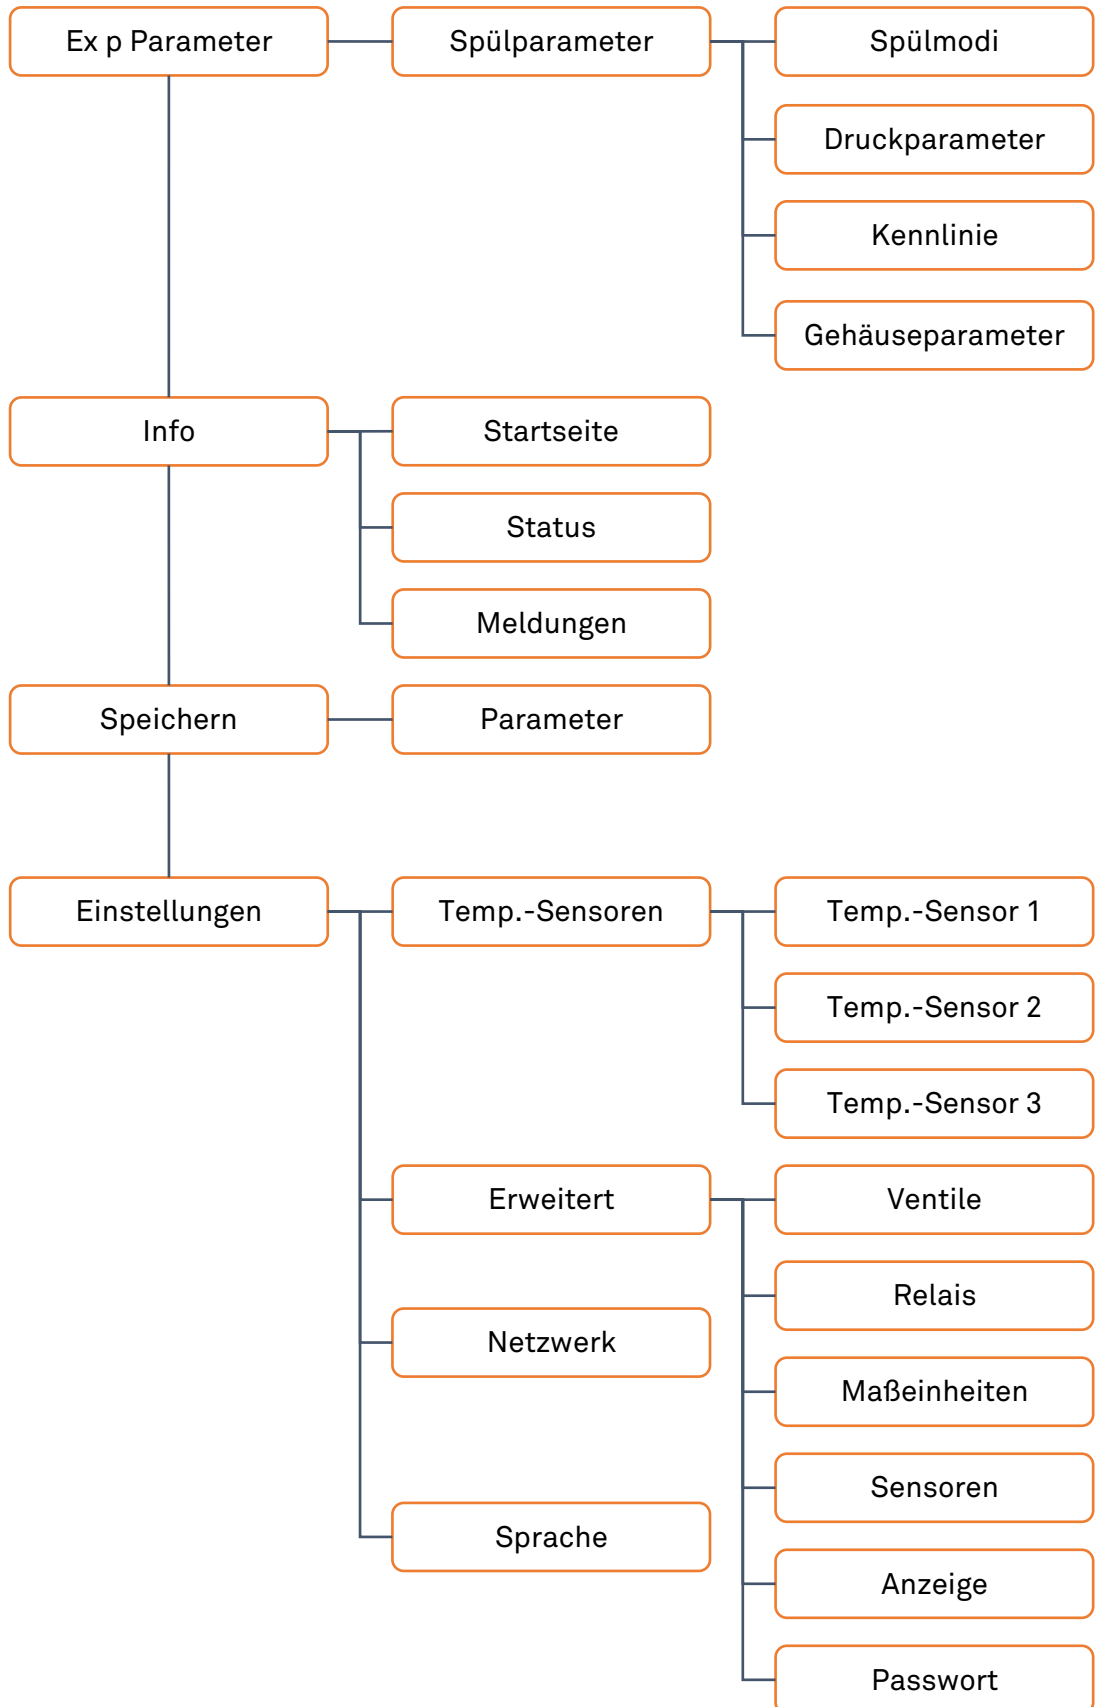 Ex p Parameter
Spülparameter
Spülmodi
Druckparameter
Kennlinie
Gehäuseparameter
Info
Startseite
Status
Meldungen
Speichern
Parameter
Einstellungen
Temp.-Sensoren
Temp.-Sensor 1
Temp.-Sensor 2
Temp.-Sensor 3
Erweitert
Ventile
Relais
Maßeinheiten
Sensoren
Anzeige
Passwort
Netzwerk
Sprache